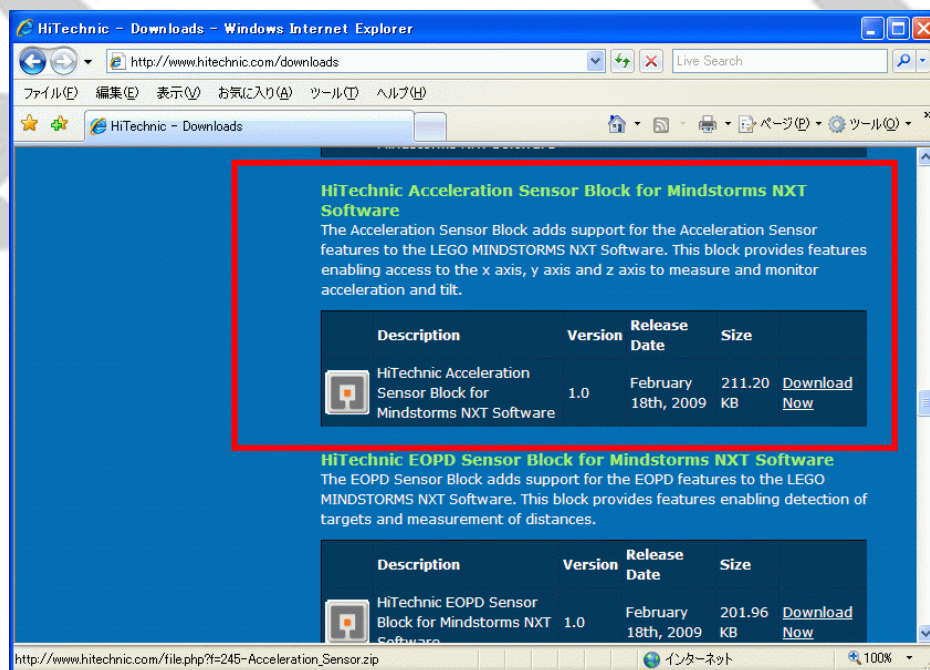 HiTechnic - Downloads - Windows Internet Explorer
http://www.hitechnic.com/downloads
Live Search
ファイル(F) 編集(E) 表示(V) お気に入り(A) ツール(T) ヘルプ(H)
HiTechnic - Downloads
ページ(P) ツール(O)
HiTechnic Acceleration Sensor Block for Mindstorms NXT
Software
The Acceleration Sensor Block adds support for the Acceleration Sensor
features to the LEGO MINDSTORMS NXT Software. This block provides features
enabling access to the x axis, y axis and z axis to measure and monitor
acceleration and tilt.
Description Version Release Date Size
HiTechnic Acceleration
Sensor Block for
Mindstorms NXT Software
1.0
February
18th, 2009
211.20
KB
Download
Now
HiTechnic EOPD Sensor Block for Mindstorms NXT Software
The EOPD Sensor Block adds support for the EOPD features to the LEGO
MINDSTORMS NXT Software. This block provides features enabling detection of
targets and measurement of distances.
Description Version Release Date Size
HiTechnic EOPD Sensor
Block for Mindstorms NXT
Software
1.0
February
18th, 2009
201.96
KB
Download
Now
http://www.hitechnic.com/file.php?f=245-Acceleration_Sensor.zip
インターネット
100%